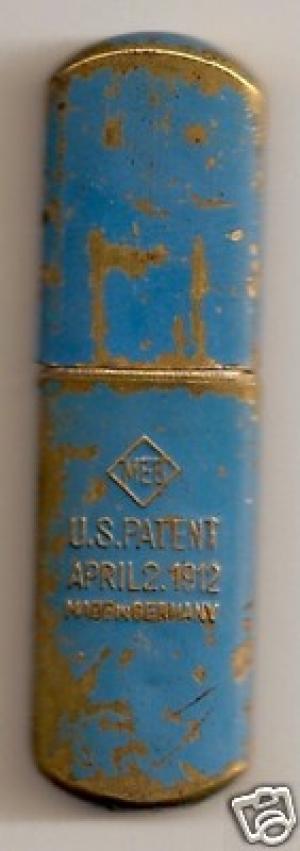 MEB
U.S. PATENT
APRIL 2. 1912
MADE IN GERMANY